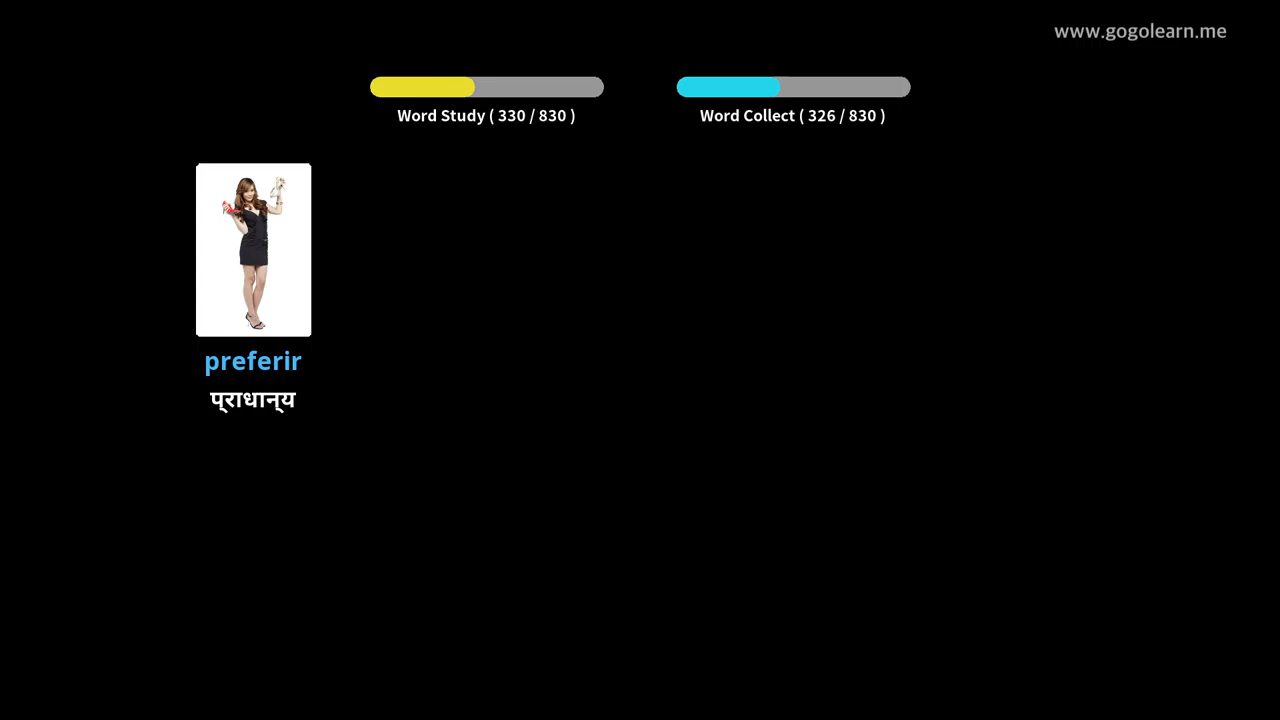 www.gogolearn.me
Word Study ( 330 / 830 )
Word Collect ( 326 / 830 )
preferir
प्राधान्य